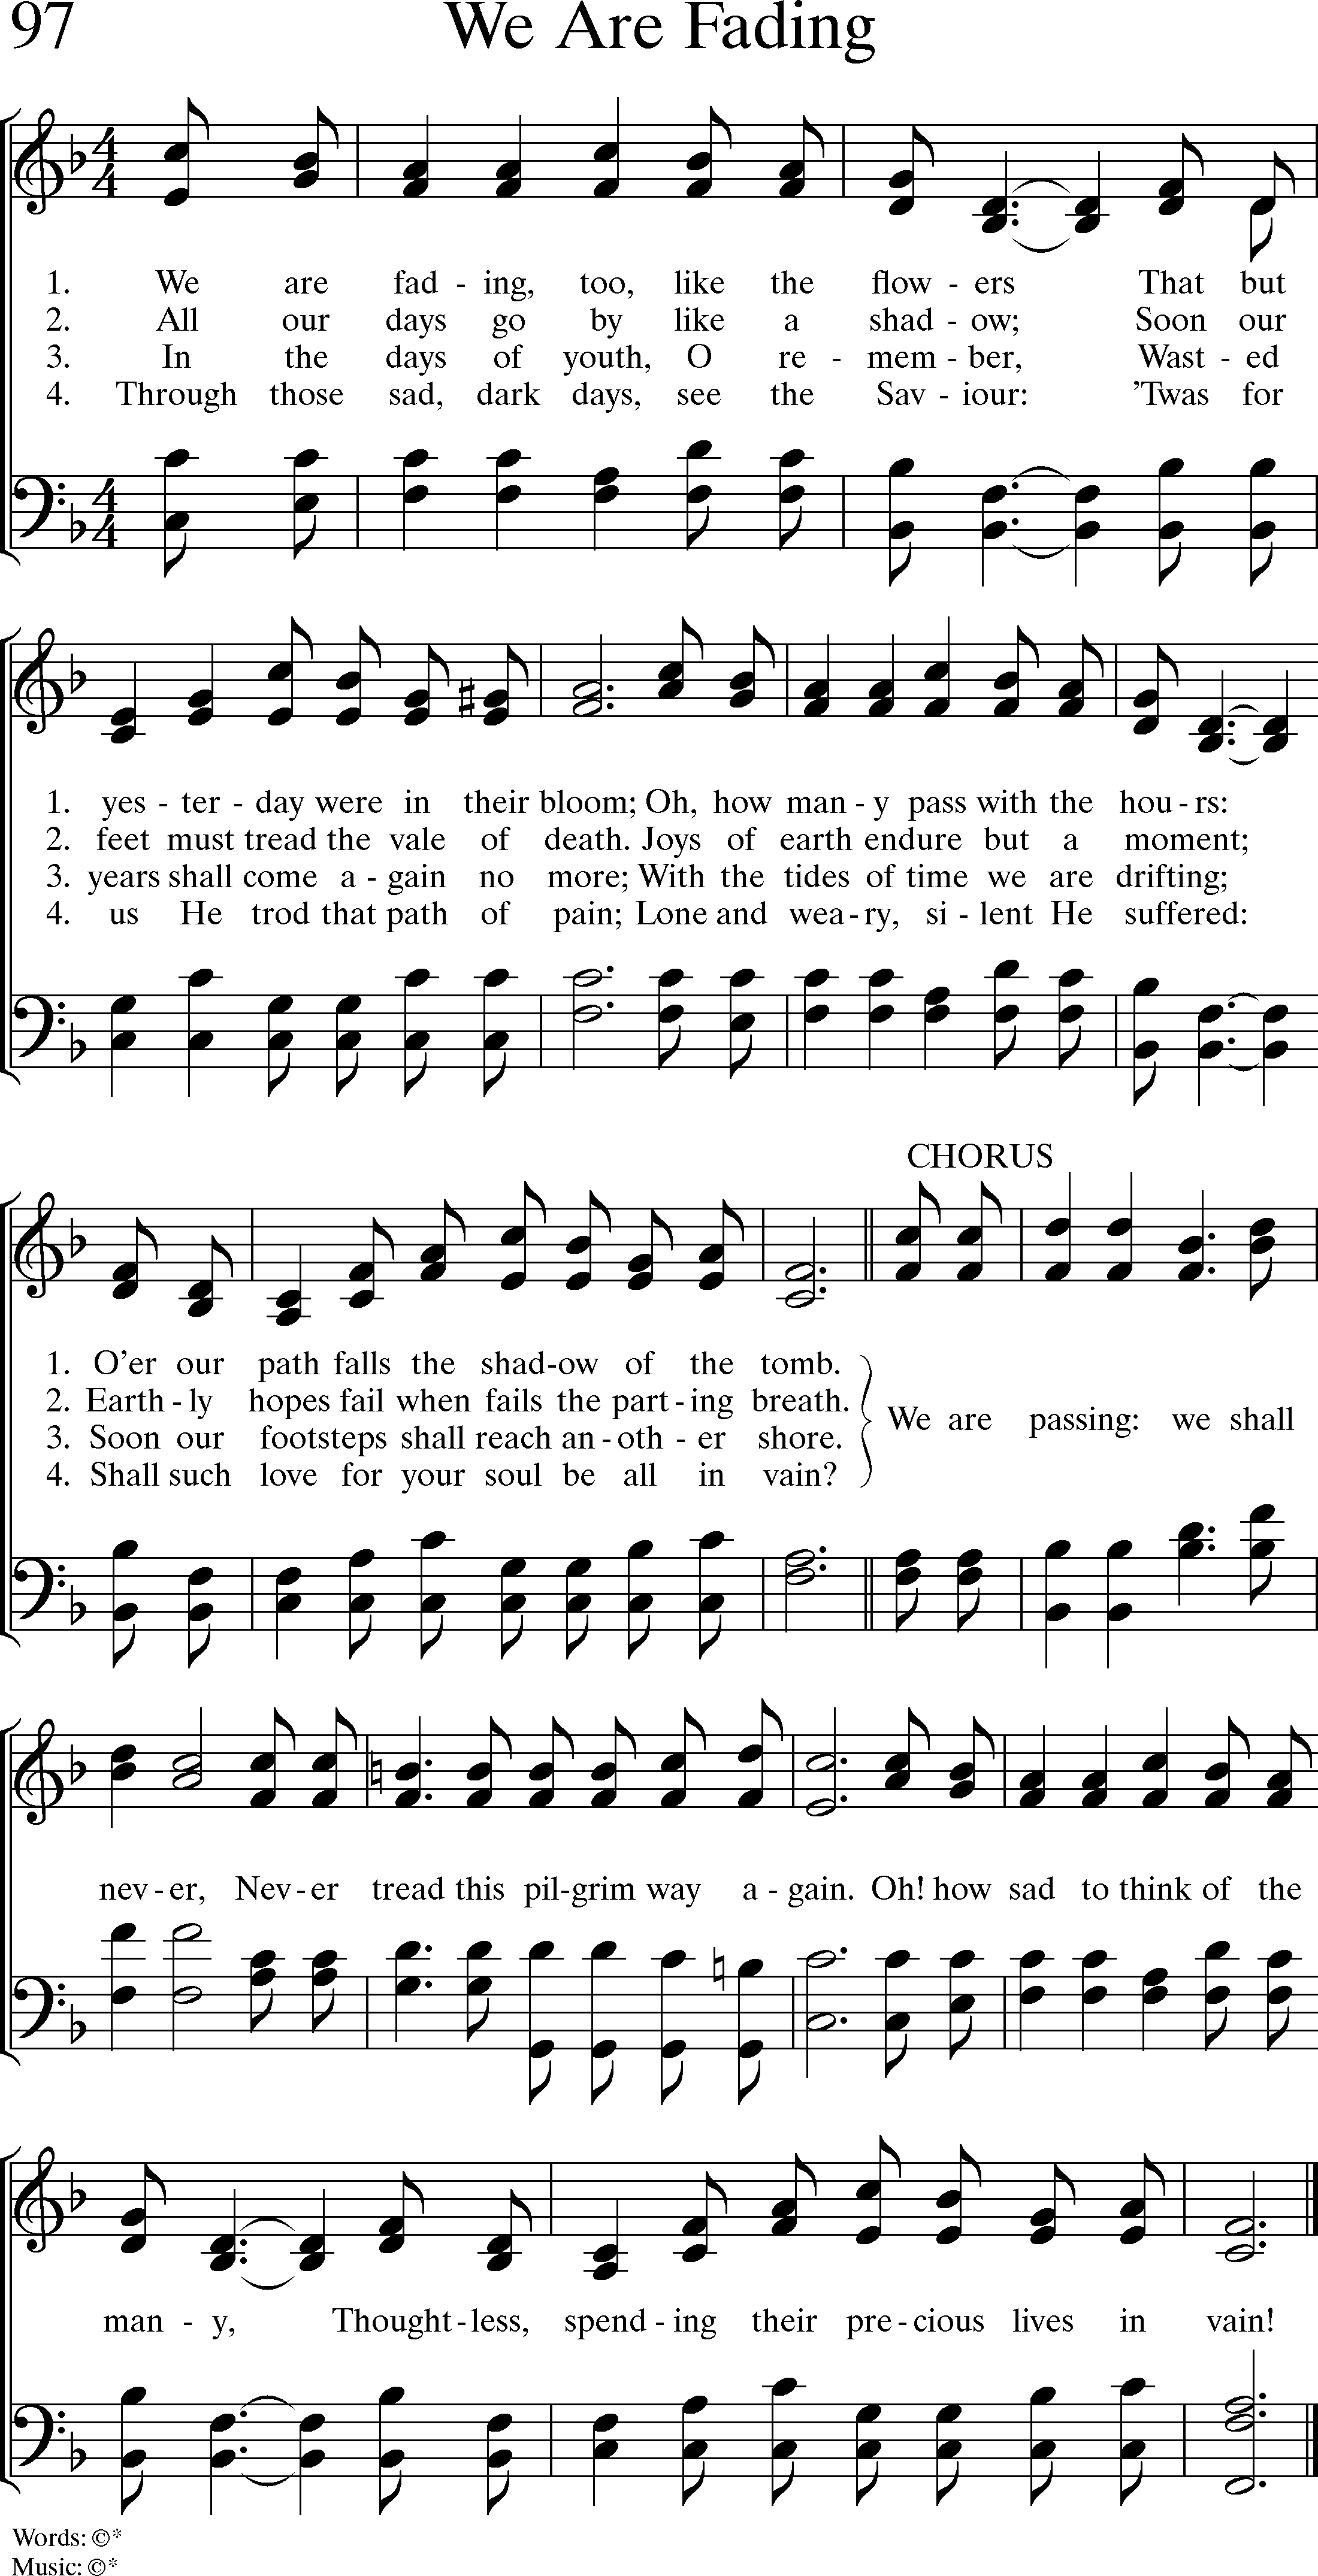 97 We Are Fading
4 4
1. We are fad - ing, too, like the flow - ers That but
2. All our days go by like a shad - ow; Soon our
3. In the days of youth, O re - mem - ber, Wast - ed
4. Through those sad, dark days, see the Sav - iour: ’Twas for
4 4
1. yes - ter - day were in their bloom; Oh, how man - y pass with the hou - rs:
2. feet must tread the vale of death. Joys of earth endure but a moment;
3. years shall come a - gain no more; With the tides of time we are drifting;
4. us He trod that path of pain; Lone and wea - ry, si - lent He suffered:
CHORUS
1. O’er our path falls the shad-ow of the tomb.
2. Earth - ly hopes fail when fails the part - ing breath.
We are passing: we shall
3. Soon our footsteps shall reach an - oth - er shore.
4. Shall such love for your soul be all in vain?
nev - er, Nev - er tread this pil-grim way a - gain. Oh! how sad to think of the
man - y, Thought - less, spend - ing their pre - cious lives in vain!
Words: ©*
Music: ©*